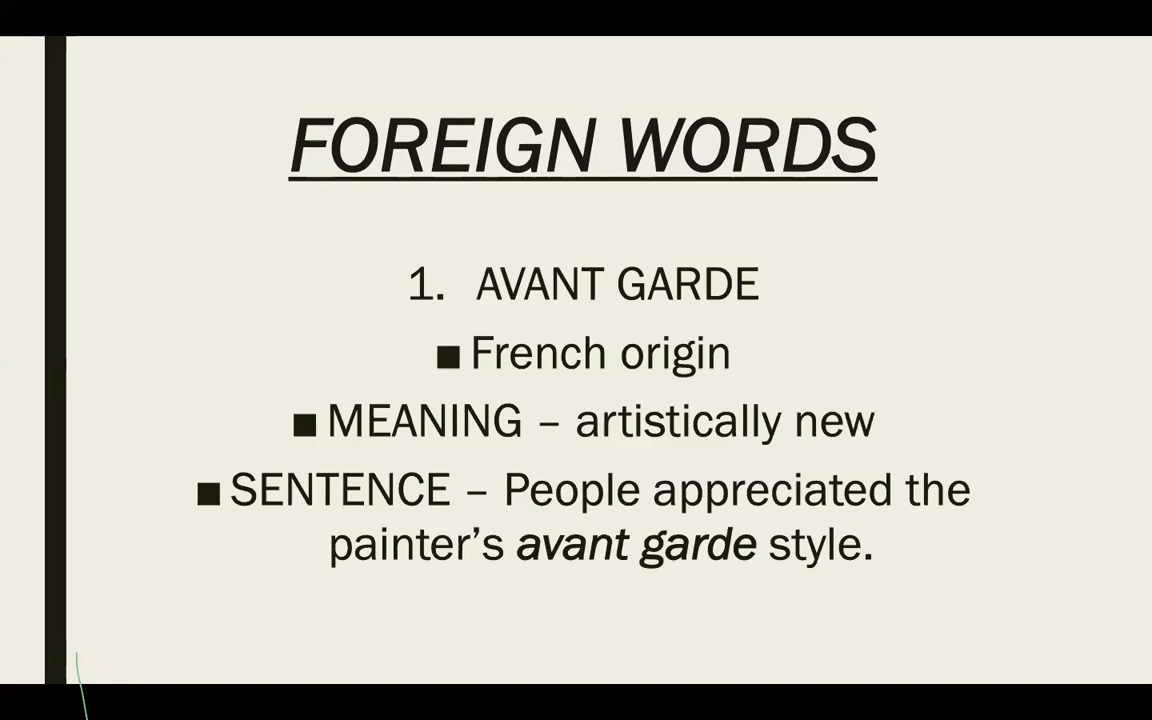 FOREIGN WORDS
1. AVANT GARDE
■ French origin
■ MEANING – artistically new
■ SENTENCE – People appreciated the
painter’s avant garde style.